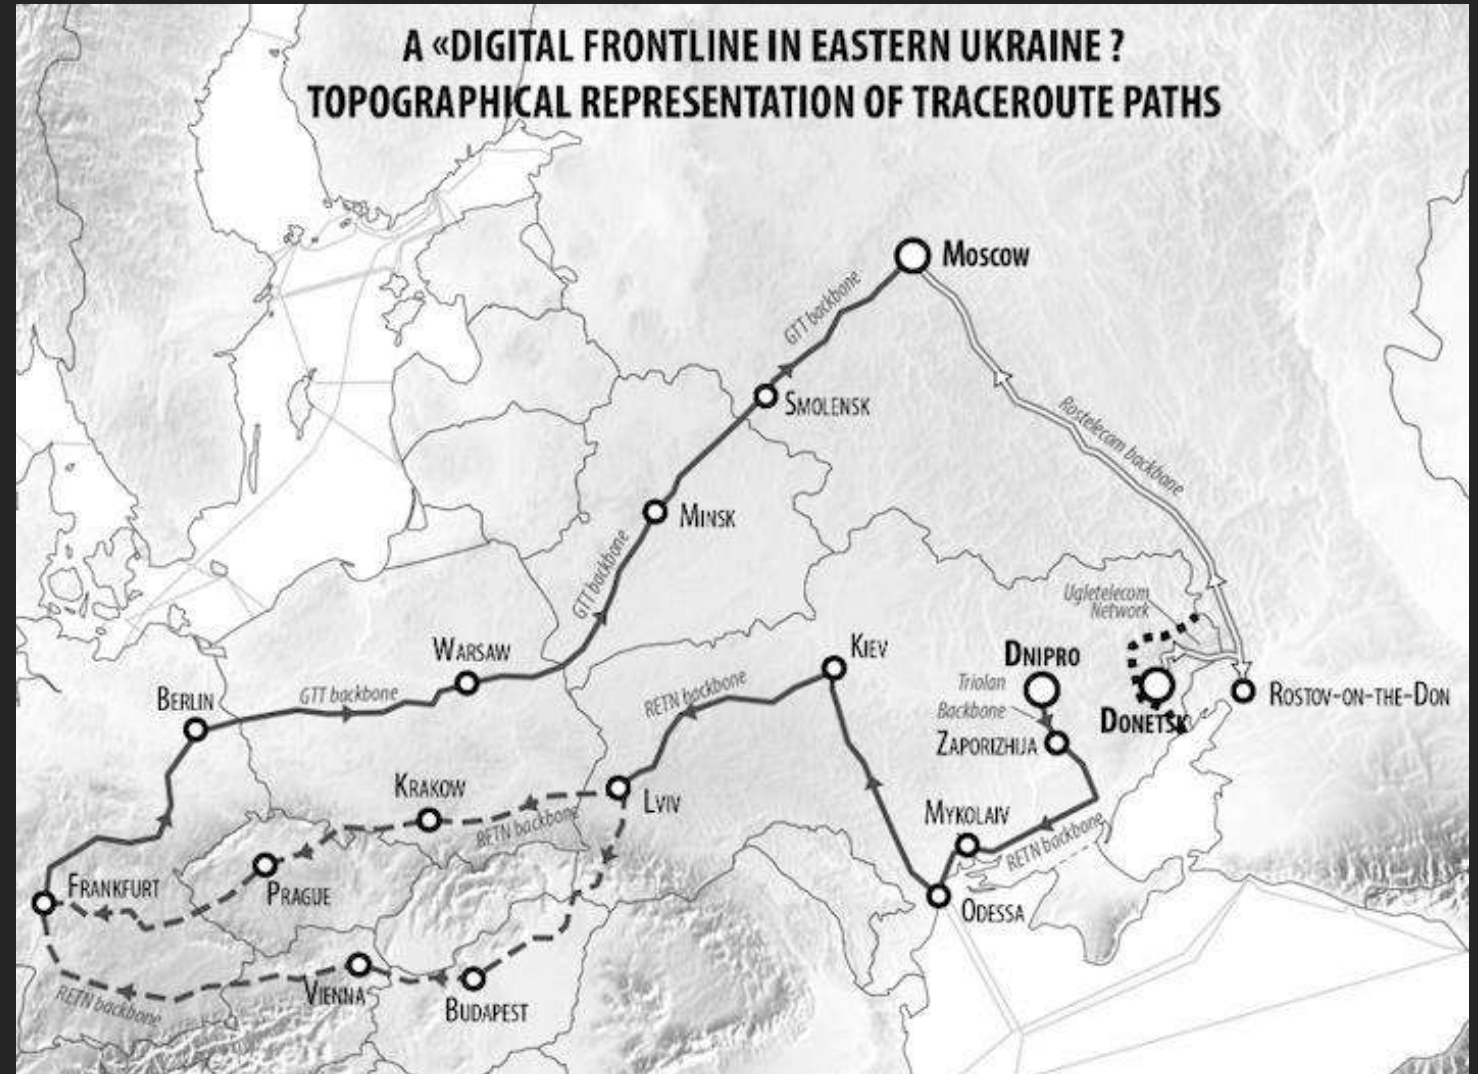 A «DIGITAL FRONTLINE IN EASTERN UKRAINE ?
TOPOGRAPHICAL REPRESENTATION OF TRACEROUTE PATHS
Moscow
GTT backbone
Smolensk
Rostelecom backbone
Minsk
GTT backbone
Ugletelecom
Network
Kiev
Dnipro
Warsaw
Triolan
Backbone
RETN backbone
GTT backbone
Berlin
Donetsk
Rostov-on-the-Don
Zaporizhija
Krakow
Lviv
Mykolaiv
RETN backbone
RETN backbone
Frankfurt
Prague
Odessa
Vienna
Budapest
RETN backbone